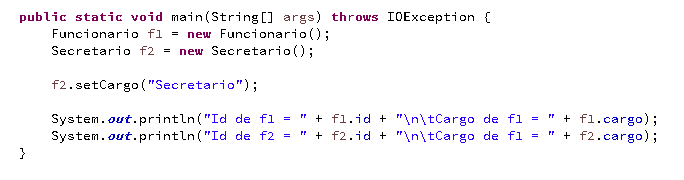 public static void main(String[] args) throws IOException {
Funcionario f1 = new Funcionario();
Secretario f2 = new Secretario();
f2.setCargo("Secretario");
System.out.println("Id de f1 = " + f1.id + "\n\tCargo de f1 = " + f1.cargo);
System.out.println("Id de f2 = " + f2.id + "\n\tCargo de f1 = " + f2.cargo);
}